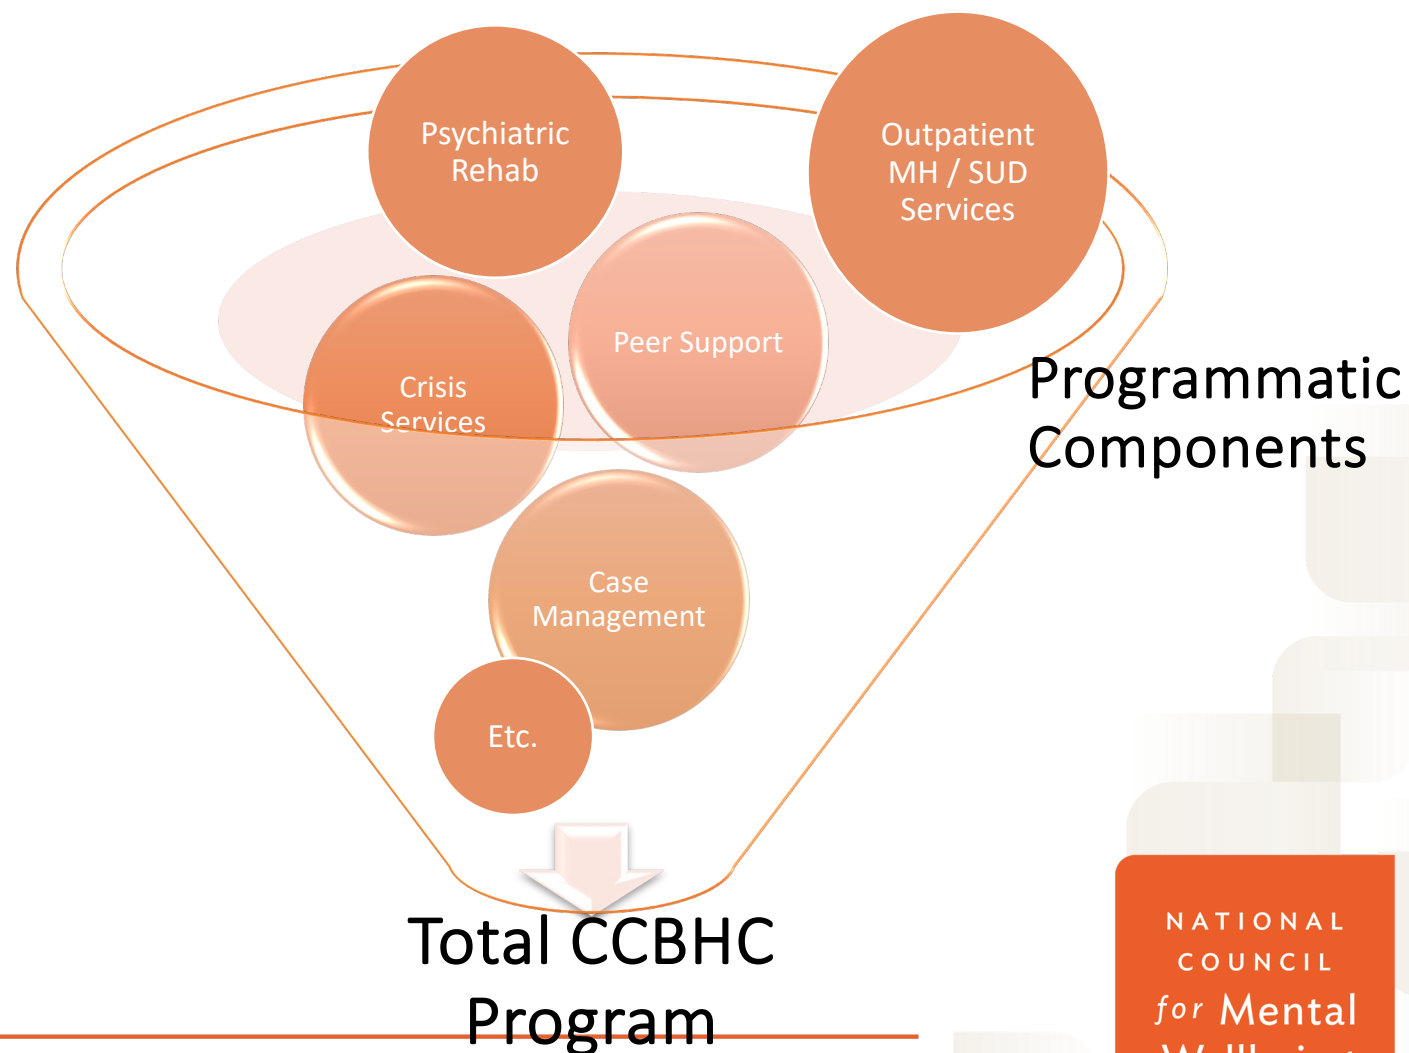 Psychiatric
Rehab
Outpatient
MH / SUD
Services
Peer Support
Crisis
Services
Programmatic
Components
Case
Management
Etc.
Total CCBHC
Program
NATIONAL
COUNCIL
for Mental
Wellbeing